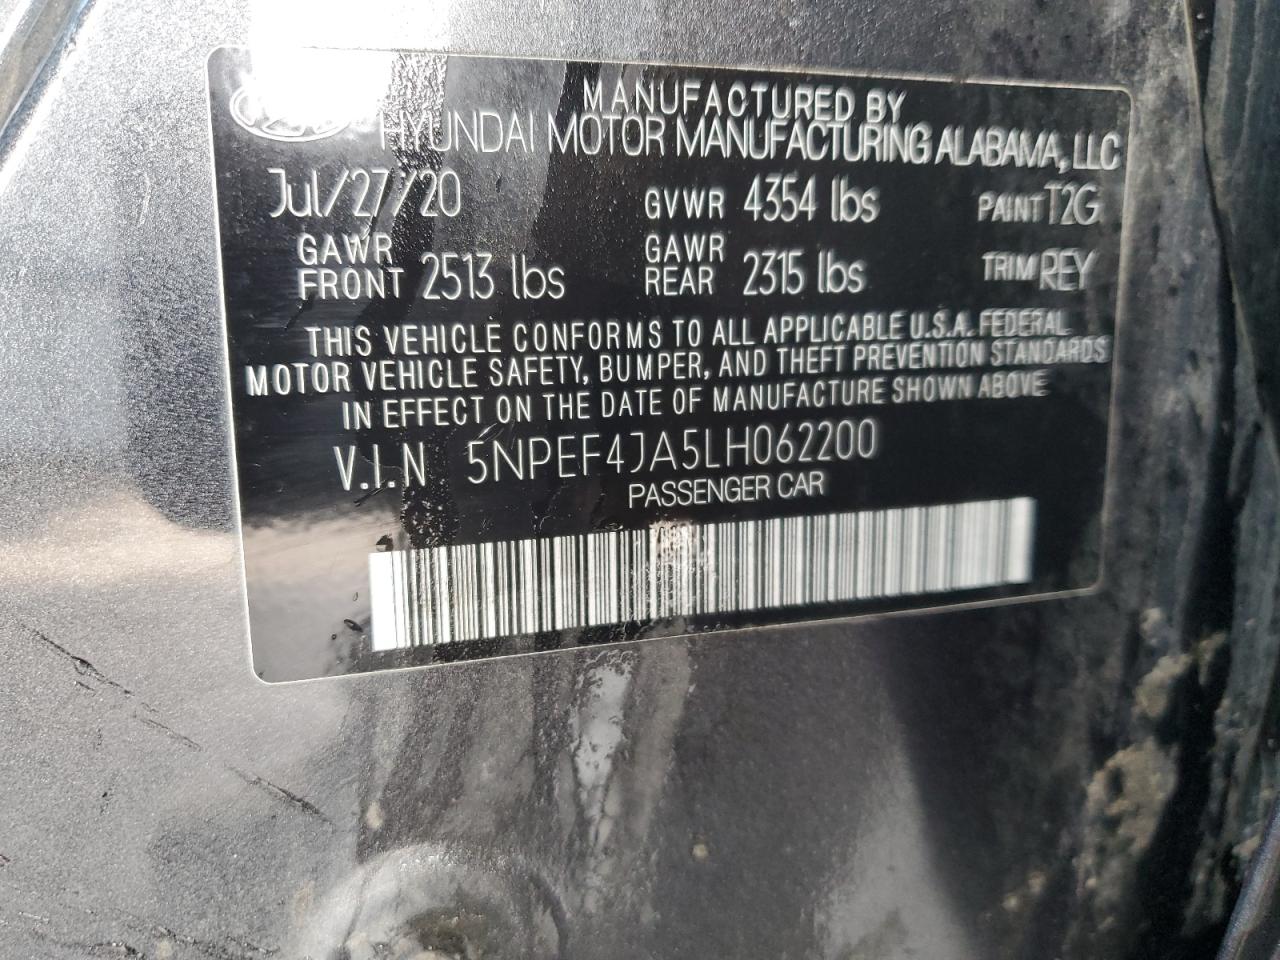 MANUFACTURED BY
HYUNDAI MOTOR MANUFACTURING ALABAMA, LLC
Jul/27/20 GVWR 4354 lbs PAINT T2G
GAWR FRONT 2513 lbs GAWR REAR 2315 lbs TRIM REY
THIS VEHICLE CONFORMS TO ALL APPLICABLE U.S.A. FEDERAL
MOTOR VEHICLE SAFETY, BUMPER, AND THEFT PREVENTION STANDARDS
IN EFFECT ON THE DATE OF MANUFACTURE SHOWN ABOVE
V.I.N 5NPEF4JA5LH062200
PASSENGER CAR